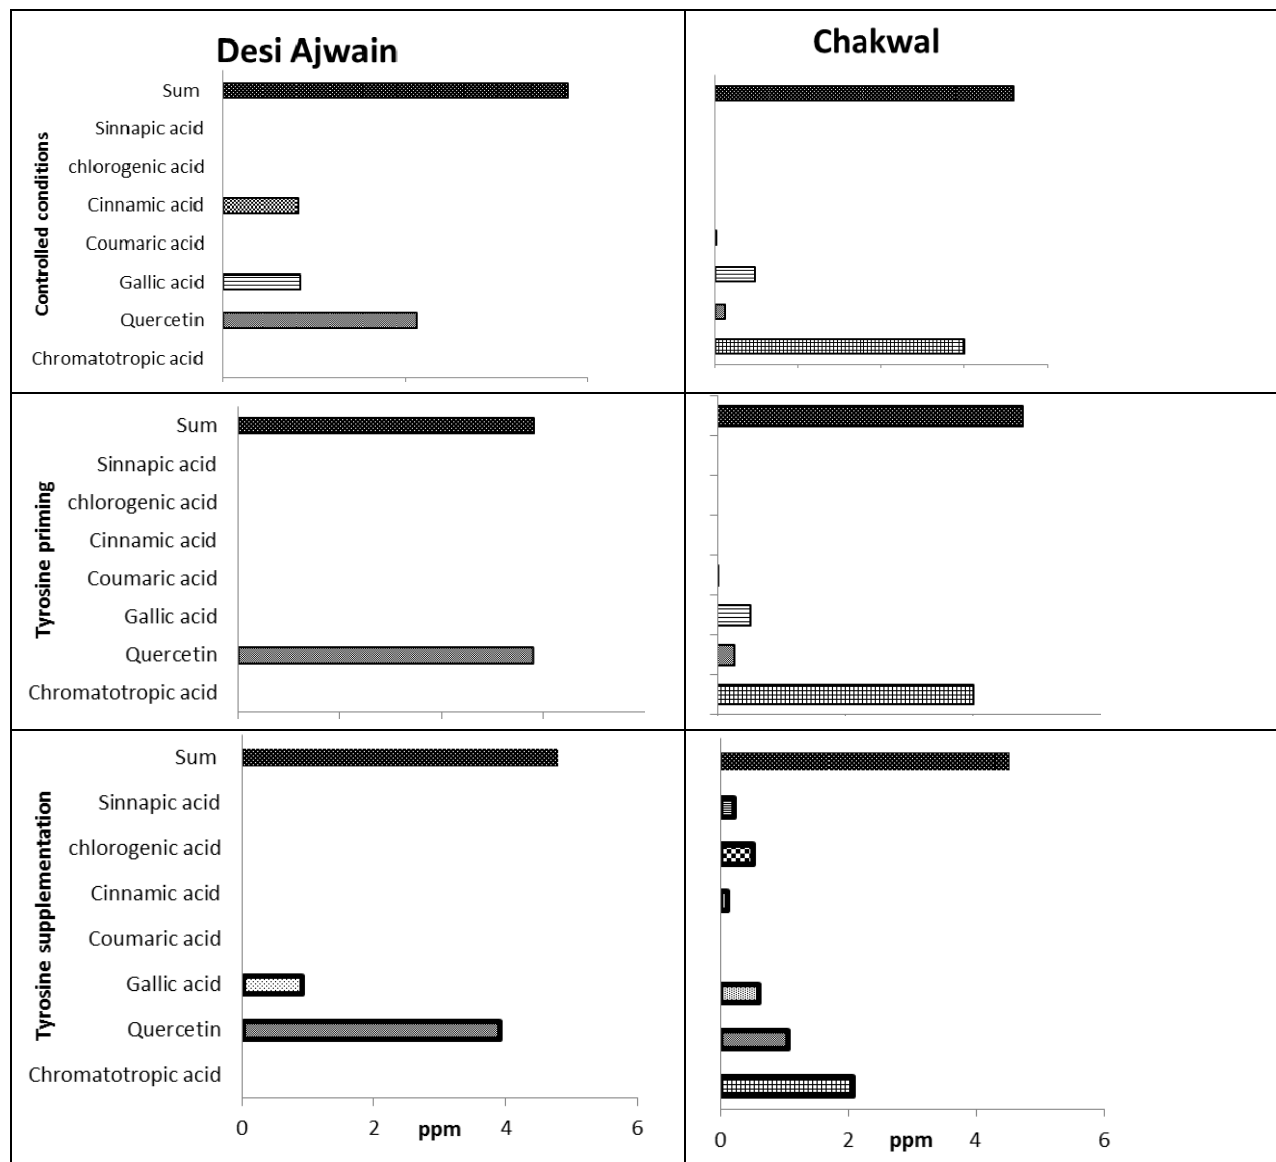 Desi Ajwain
Chakwal
Controlled conditions
Sum
Sinnapic acid
chlorogenic acid
Cinnamic acid
Coumaric acid
Gallic acid
Quercetin
Chromatotropic acid
Tyrosine priming
Sum
Sinnapic acid
chlorogenic acid
Cinnamic acid
Coumaric acid
Gallic acid
Quercetin
Chromatotropic acid
Tyrosine supplementation
Sum
Sinnapic acid
chlorogenic acid
Cinnamic acid
Coumaric acid
Gallic acid
Quercetin
Chromatotropic acid
0 2 ppm 4 6
0 2 ppm 4 6